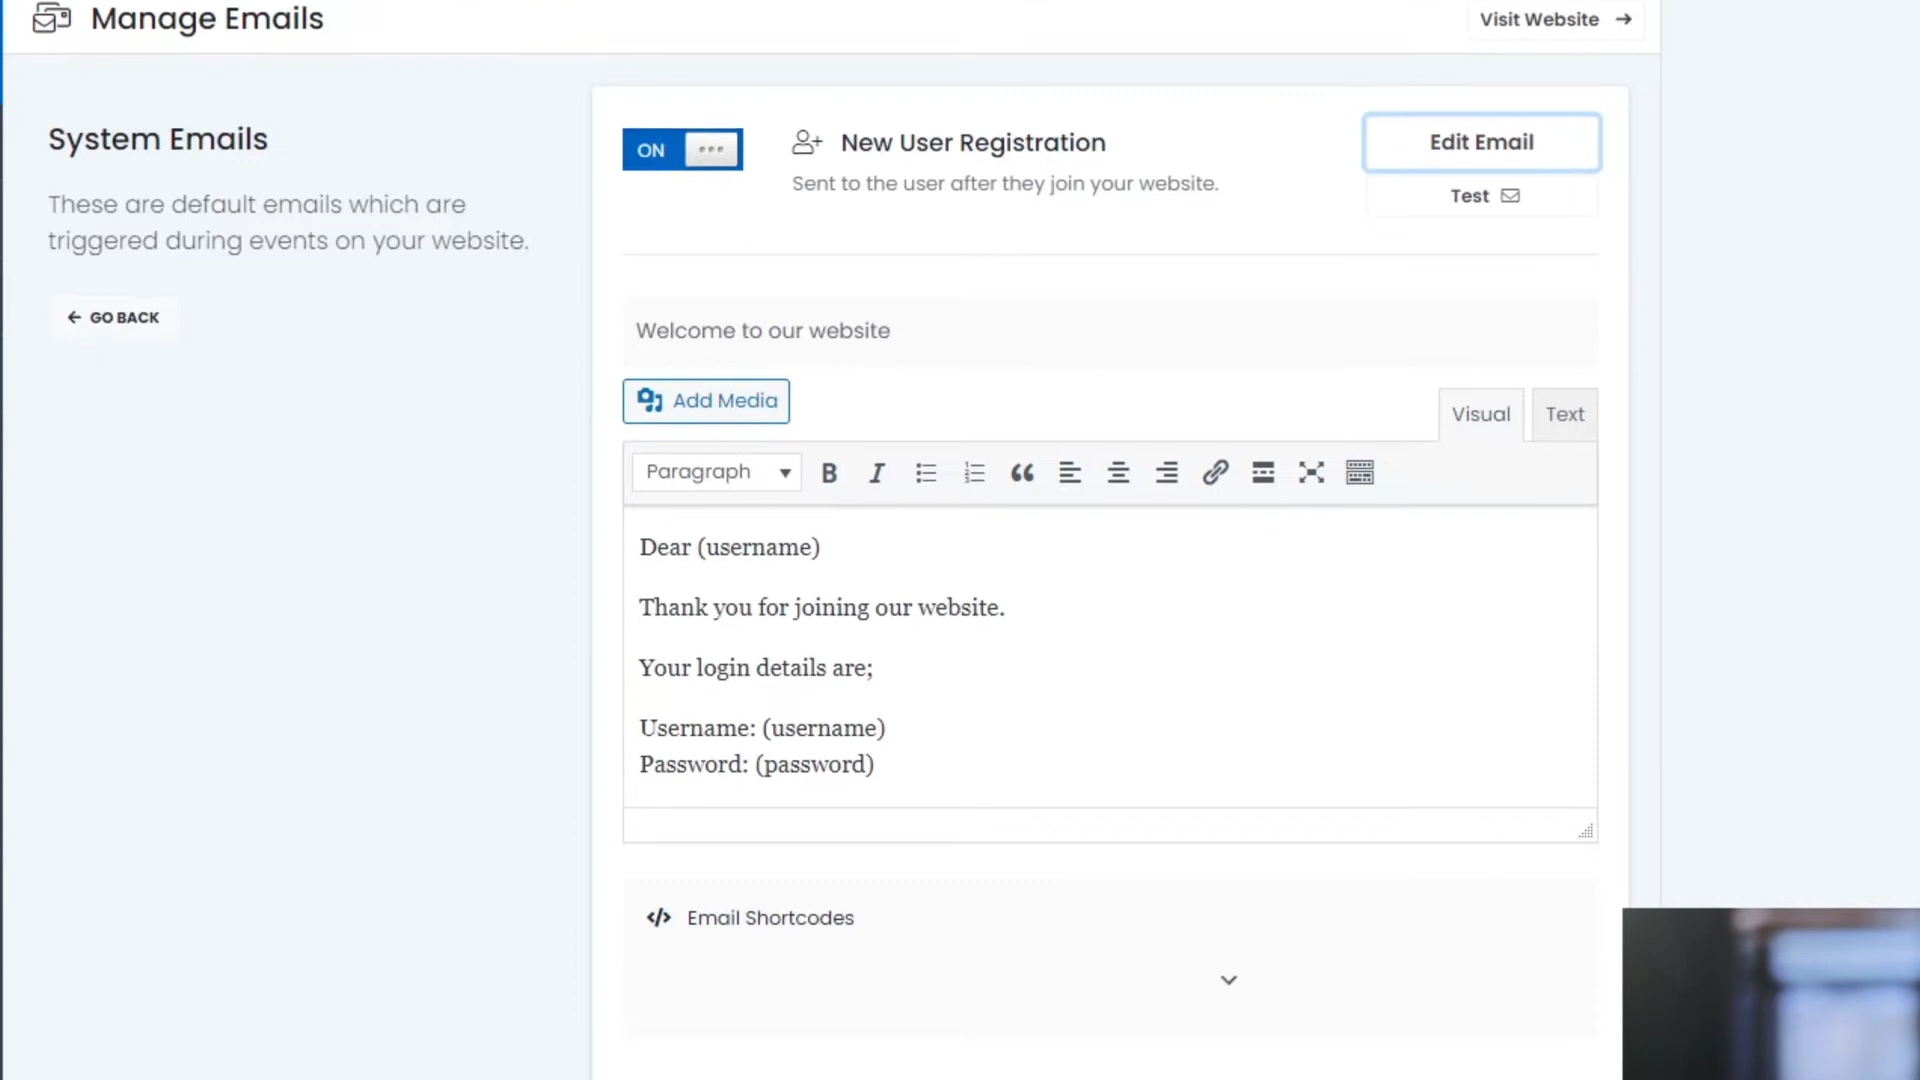 Manage Emails
Visit Website
System Emails
These are default emails which are
triggered during events on your website.
GO BACK
ON
New User Registration
Sent to the user after they join your website.
Edit Email
Test
Welcome to our website
Add Media
Visual
Text
Paragraph
Dear (username)
Thank you for joining our website.
Your login details are;
Username: (username)
Password: (password)
Email Shortcodes